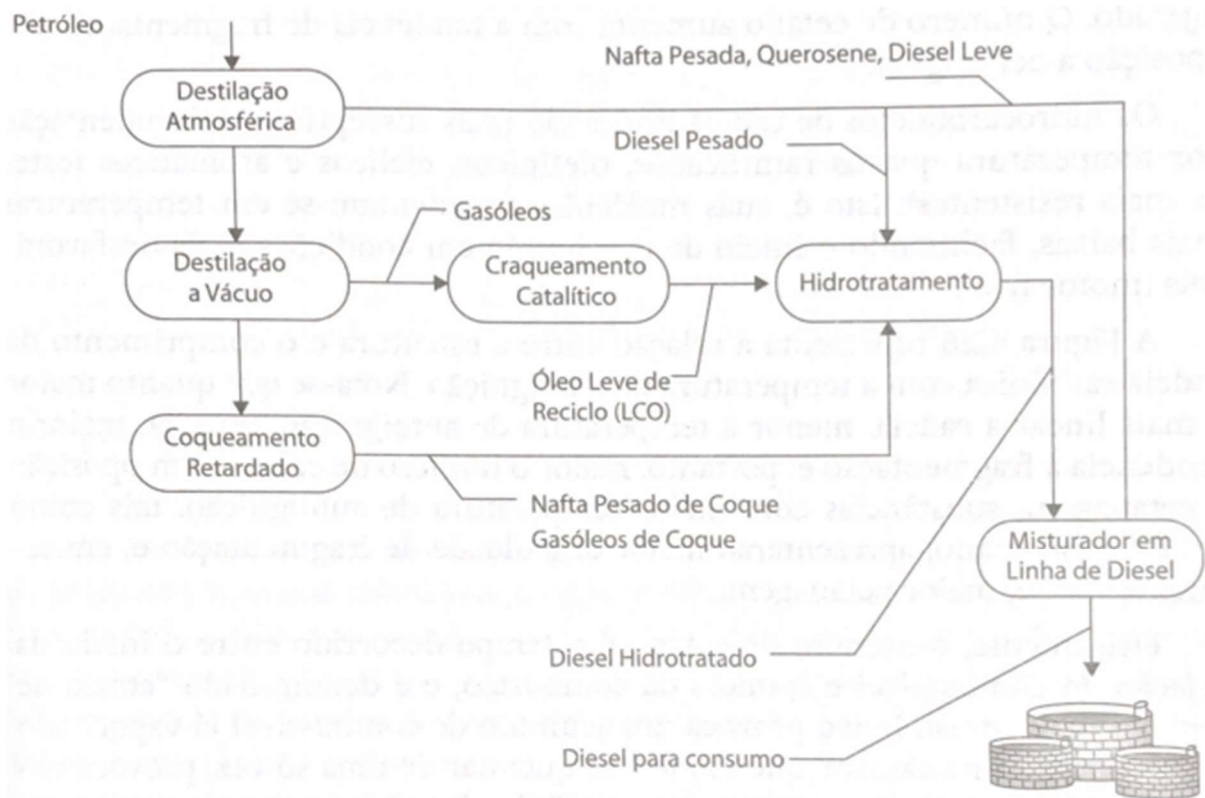 Petróleo
Nafta Pesada, Querosene, Diesel Leve
Destilação
Atmosférica
Diesel Pesado
Gasóleos
Destilação
a Vácuo
Craqueamento
Catalítico
Hidrotratamento
Óleo Leve de
Reciclo (LCO)
Coqueamento
Retardado
Nafta Pesado de Coque
Gasóleos de Coque
Misturador em
Linha de Diesel
Diesel Hidrotratado
Diesel para consumo